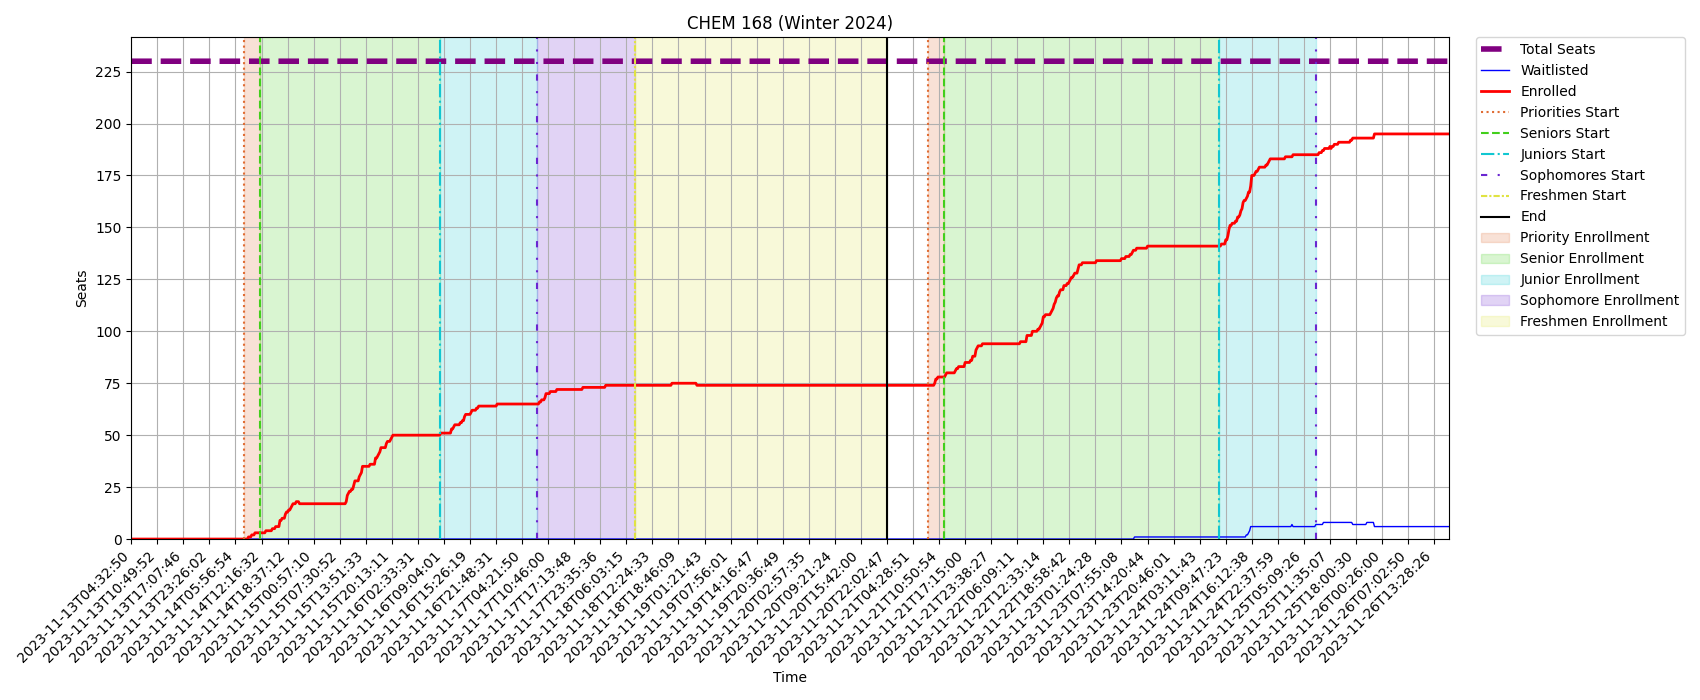 CHEM 168 (Winter 2024)
Seats
225
200
175
150
125
100
75
50
25
0
2023-11-13T04:32:50
2023-11-13T10:49:52
2023-11-13T17:07:46
2023-11-13T23:26:02
2023-11-14T05:56:54
2023-11-14T12:16:32
2023-11-14T18:37:12
2023-11-15T00:57:10
2023-11-15T07:30:52
2023-11-15T13:51:33
2023-11-15T20:13:11
2023-11-16T02:33:31
2023-11-16T09:04:01
2023-11-16T15:26:19
2023-11-16T21:48:31
2023-11-17T04:21:50
2023-11-17T10:46:00
2023-11-17T17:13:48
2023-11-17T23:35:36
2023-11-18T06:03:15
2023-11-18T12:24:33
2023-11-18T18:46:09
2023-11-19T01:21:43
2023-11-19T07:56:01
2023-11-19T14:16:47
2023-11-19T20:36:49
2023-11-20T02:57:35
2023-11-20T09:21:24
2023-11-20T15:42:00
2023-11-20T22:02:47
2023-11-21T04:28:51
2023-11-21T10:50:54
2023-11-21T17:15:00
2023-11-21T23:38:27
2023-11-22T06:09:11
2023-11-22T12:33:14
2023-11-22T18:58:42
2023-11-23T01:24:28
2023-11-23T07:55:08
2023-11-23T14:20:44
2023-11-23T20:46:01
2023-11-24T03:11:43
2023-11-24T09:47:23
2023-11-24T16:12:38
2023-11-24T22:37:59
2023-11-25T05:09:26
2023-11-25T11:35:07
2023-11-25T18:00:30
2023-11-26T00:26:00
2023-11-26T07:02:50
2023-11-26T13:28:26
Time
Total Seats
Waitlisted
Enrolled
Priorities Start
Seniors Start
Juniors Start
Sophomores Start
Freshmen Start
End
Priority Enrollment
Senior Enrollment
Junior Enrollment
Sophomore Enrollment
Freshmen Enrollment